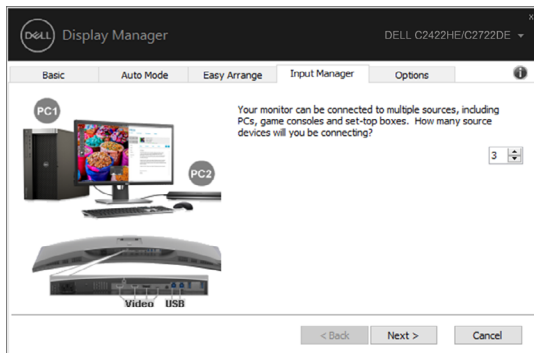 DELL Display Manager
DELL C2422HE/C2722DE
x
Basic
Auto Mode
Easy Arrange
Input Manager
Options
PC1
PC2
Video
USB
Your monitor can be connected to multiple sources, including
PCs, game consoles and set-top boxes. How many source
devices will you be connecting?
3
< Back
Next >
Cancel